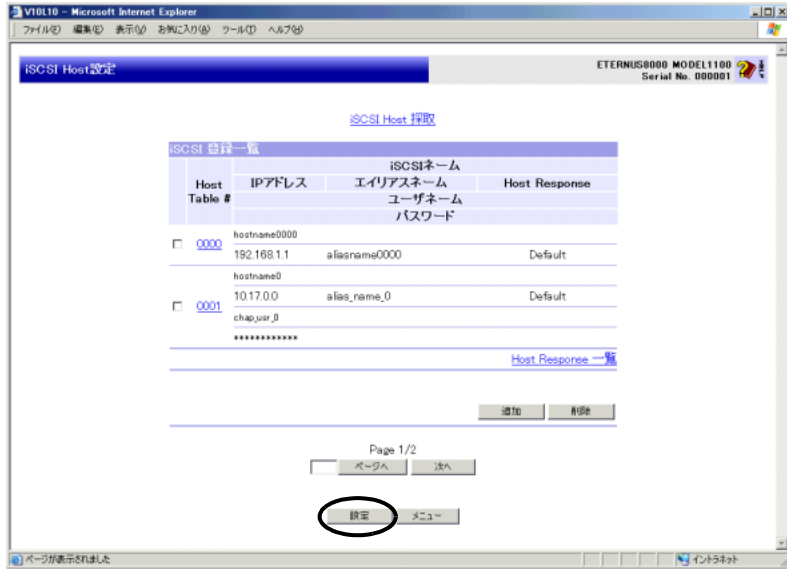 V10L10 - Microsoft Internet Explorer
ファイル(F) 編集(E) 表示(V) お気に入り(A) ツール(T) ヘルプ(H)
iSCSI Host設定
ETERNUS8000 MODEL1100
Serial No. 000001
iSCSI Host 採取
iSCSI 登録一覧
Host Table #
IPアドレス
iSCSIネーム
エイリアスネーム
ユーザネーム
パスワード
Host Response
0000
hostname0000
192.168.1.1 aliasname0000 Default
0001
hostname0
10.17.0.0 alias_name_0 Default
chap_usr_0
************
Host Response 一覧
追加 削除
Page 1/2
ページへ 次へ
設定 メニュー
ページが表示されました
イントラネット